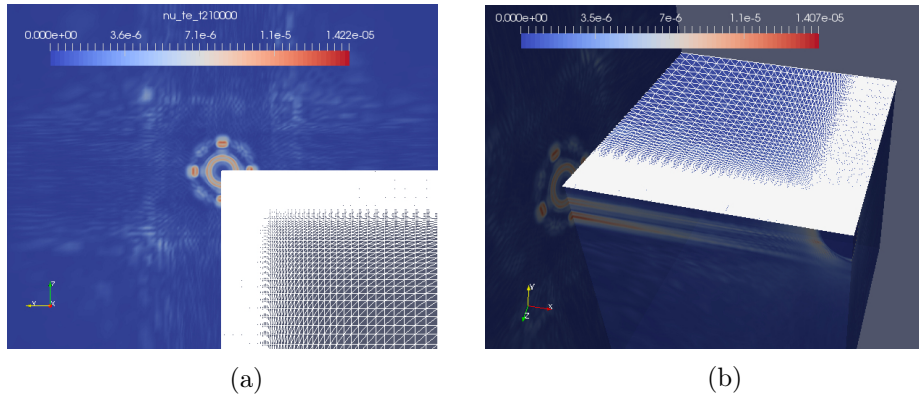 nu_te_t210000
0.000e+00 3.5e-6 7.1e-6 1.1e-5 1.422e-05
0.000e+00 3.5e-6 7e-6 1.1e-5 1.407e-05
Y Z X
Y Z X
(a)
(b)